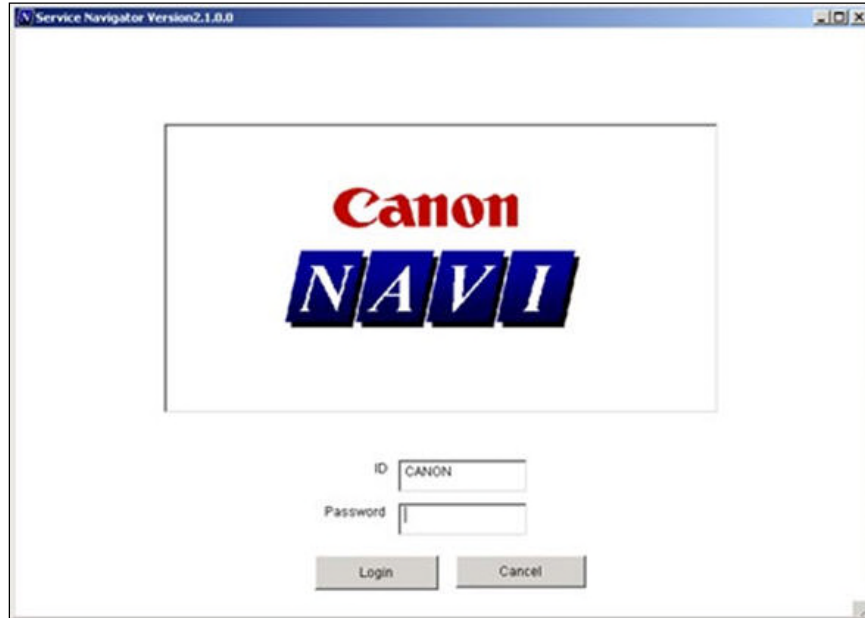 Service Navigator Version2.1.0.0
Canon
NAVI
ID CANON
Password
Login Cancel